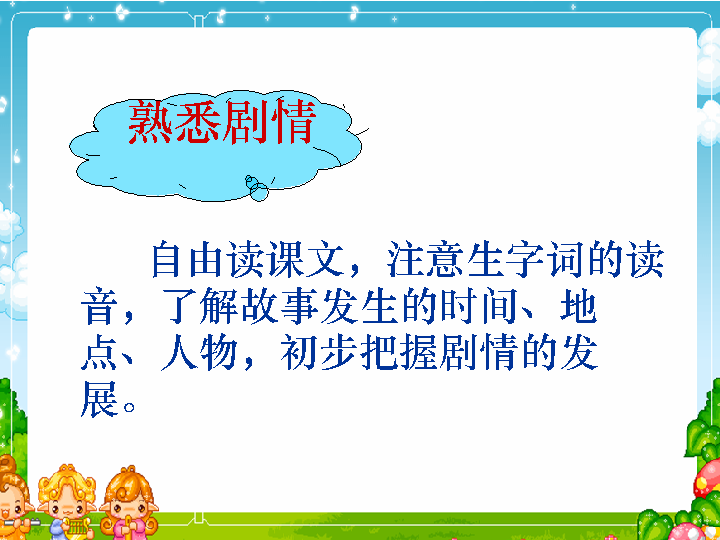 熟悉剧情
自由读课文，注意生字词的读
音，了解故事发生的时间、地
点、人物，初步把握剧情的发
展。